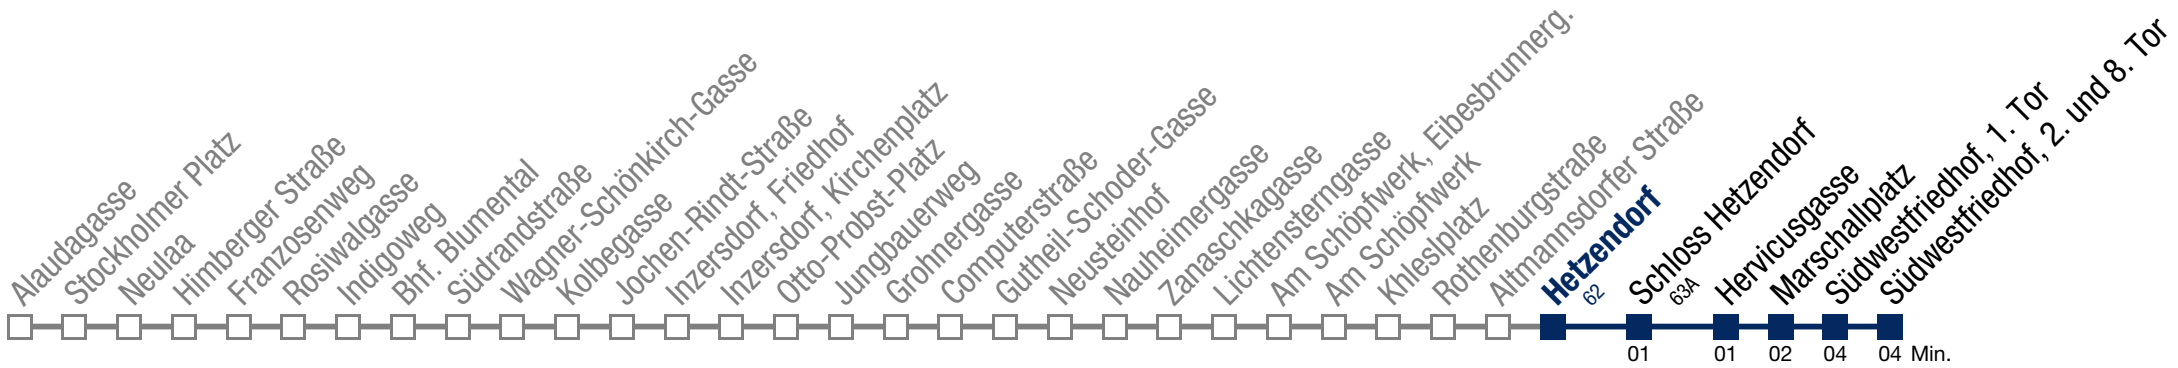 Alaudagasse
Stockholmer Platz
Neulaa
Himberger Straße
Franzosenweg
Rosiwalgasse
Indigoweg
Bhf. Blumental
Südrandstraße
Wagner-Schönkirch-Gasse
Kolbegasse
Jochen-Rindt-Straße
Inzersdorf, Friedhof
Inzersdorf, Kirchenplatz
Otto-Probst-Platz
Jungbauerweg
Grohnergasse
Computerstraße
Gutheil-Schoder-Gasse
Neusteinhof
Nauheimergasse
Zanaschkagasse
Lichtensterngasse
Am Schöpfwerk, Eibesbrunnerg.
Am Schöpfwerk
Khleslplatz
Rothenburgstraße
Altmannsdorfer Straße
Hetzendorf
62
Schloss Hetzendorf
63A
Hervicusgasse
Marschallplatz
Südwestfriedhof, 1. Tor
Südwestfriedhof, 2. und 8. Tor
01 01 02 04 04 Min.